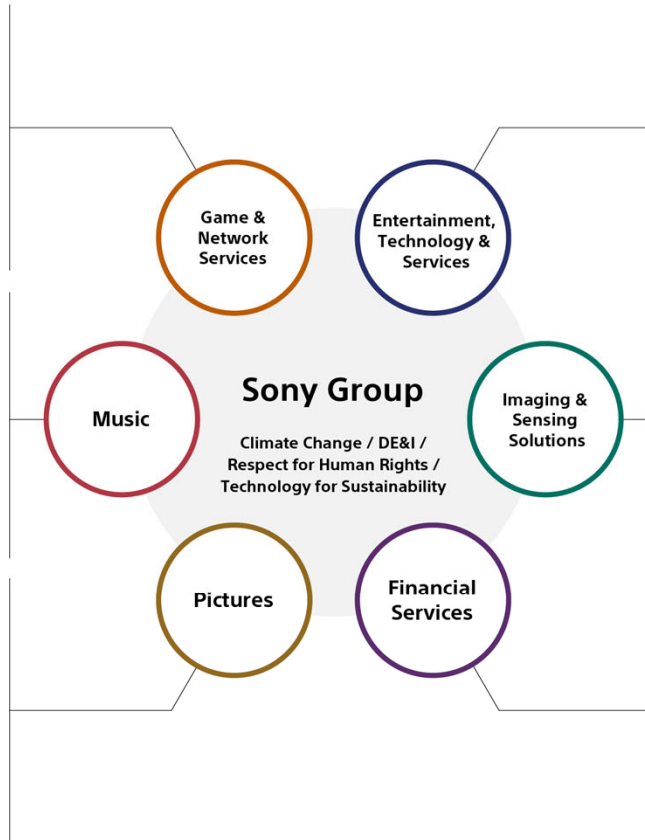 Game &
Network
Services
Entertainment,
Technology &
Services
Music
Sony Group
Climate Change / DE&I /
Respect for Human Rights /
Technology for Sustainability
Imaging &
Sensing
Solutions
Pictures
Financial
Services